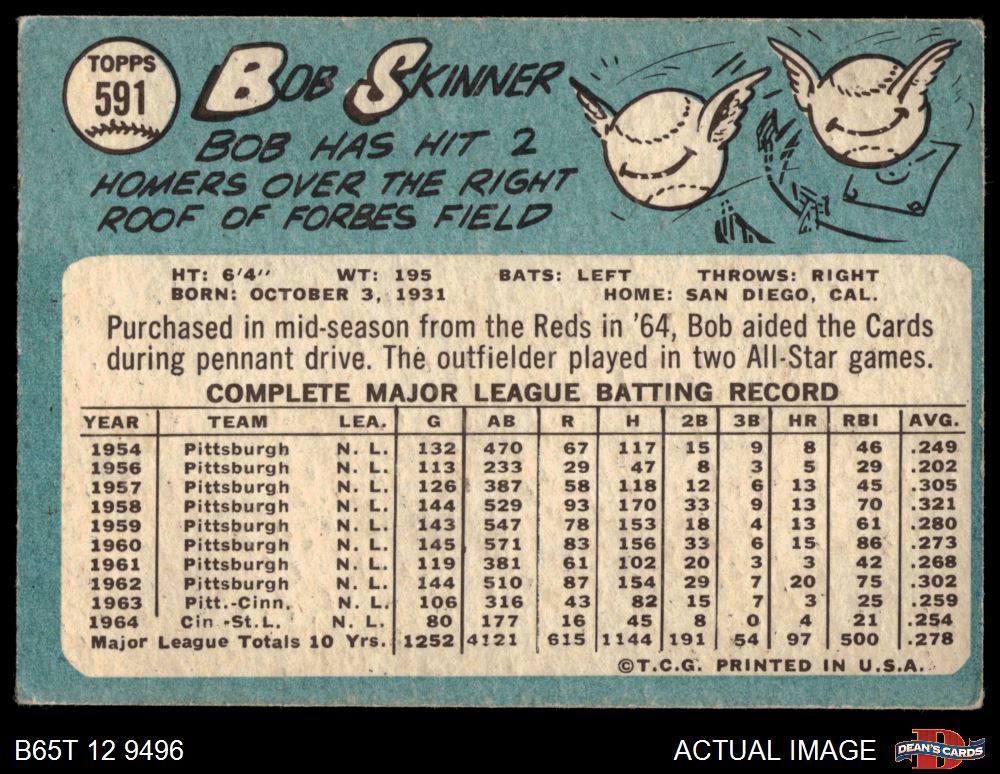 TOPPS
591
BOB SKINNER
BOB HAS HIT 2
HOMERS OVER THE RIGHT
ROOF OF FORBES FIELD
HT: 6'4" WT: 195 BATS: LEFT THROWS: RIGHT
BORN: OCTOBER 3, 1931 HOME: SAN DIEGO, CAL.
Purchased in mid-season from the Reds in '64, Bob aided the Cards
during pennant drive. The outfielder played in two All-Star games.
COMPLETE MAJOR LEAGUE BATTING RECORD
YEAR TEAM LEA. G AB R H 2B 3B HR RBI AVG.
1954 Pittsburgh N. L. 132 470 67 117 15 9 8 46 .249
1956 Pittsburgh N. L. 113 233 29 47 8 3 5 29 .202
1957 Pittsburgh N. L. 126 387 58 118 12 6 13 45 .305
1958 Pittsburgh N. L. 144 529 93 170 33 9 13 70 .321
1959 Pittsburgh N. L. 143 547 78 153 18 4 13 61 .280
1960 Pittsburgh N. L. 145 571 83 156 33 6 15 86 .273
1961 Pittsburgh N. L. 119 381 61 102 20 3 3 42 .268
1962 Pittsburgh N. L. 144 510 87 154 29 7 20 75 .302
1963 Pitt.-Cinn. N. L. 106 316 43 82 15 7 3 25 .259
1964 Cin -St.L. N. L. 80 177 16 45 8 0 4 21 .254
Major League Totals 10 Yrs. 1252 4121 615 1144 191 54 97 500 .278
©T.C.G. PRINTED IN U.S.A.
B65T 12 9496
ACTUAL IMAGE
DEAN'S CARDS